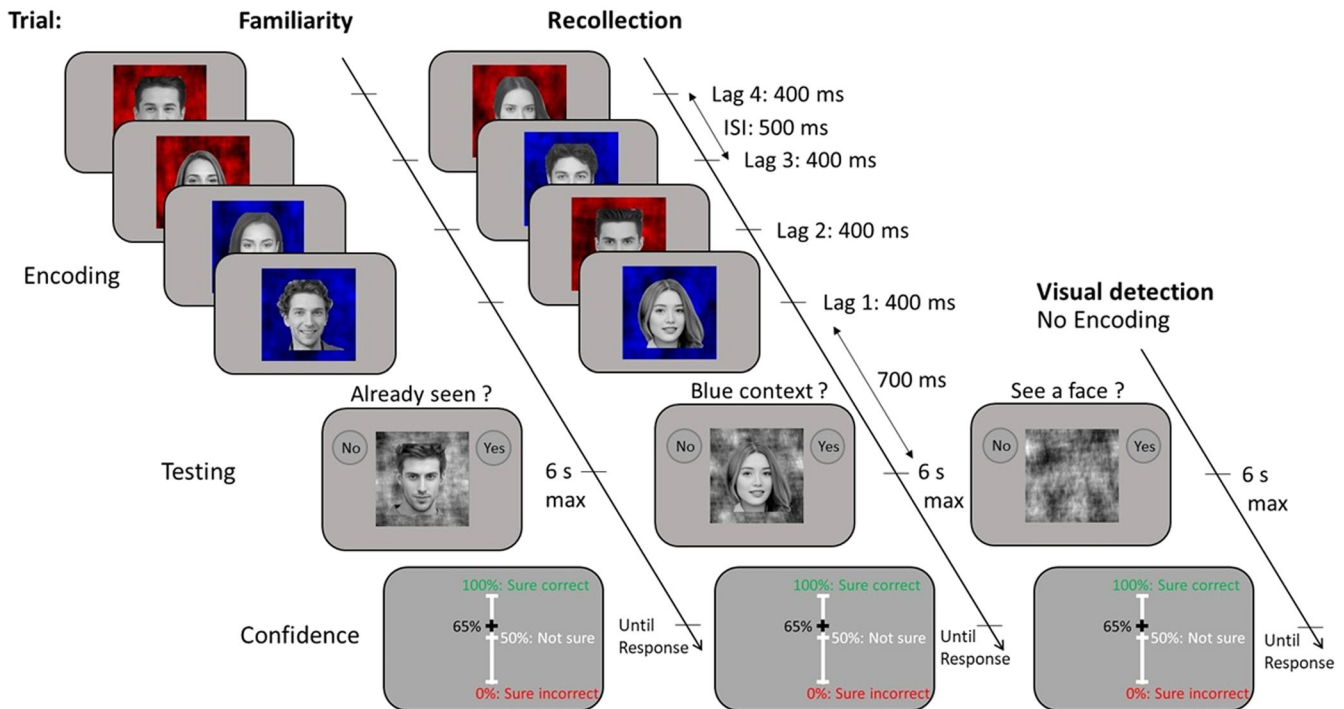 Trial:
Familiarity
Recollection
Lag 4: 400 ms
ISI: 500 ms
Lag 3: 400 ms
Lag 2: 400 ms
Encoding
Lag 1: 400 ms
Visual detection
No Encoding
700 ms
Already seen ?
Blue context ?
See a face ?
No
Yes
No
Yes
No
Yes
Testing
6 s
max
6 s
max
6 s
max
Confidence
100%: Sure correct
65%
50%: Not sure
0%: Sure incorrect
Until
Response
100%: Sure correct
65%
50%: Not sure
0%: Sure incorrect
Until
Response
100%: Sure correct
65%
50%: Not sure
0%: Sure incorrect
Until
Response